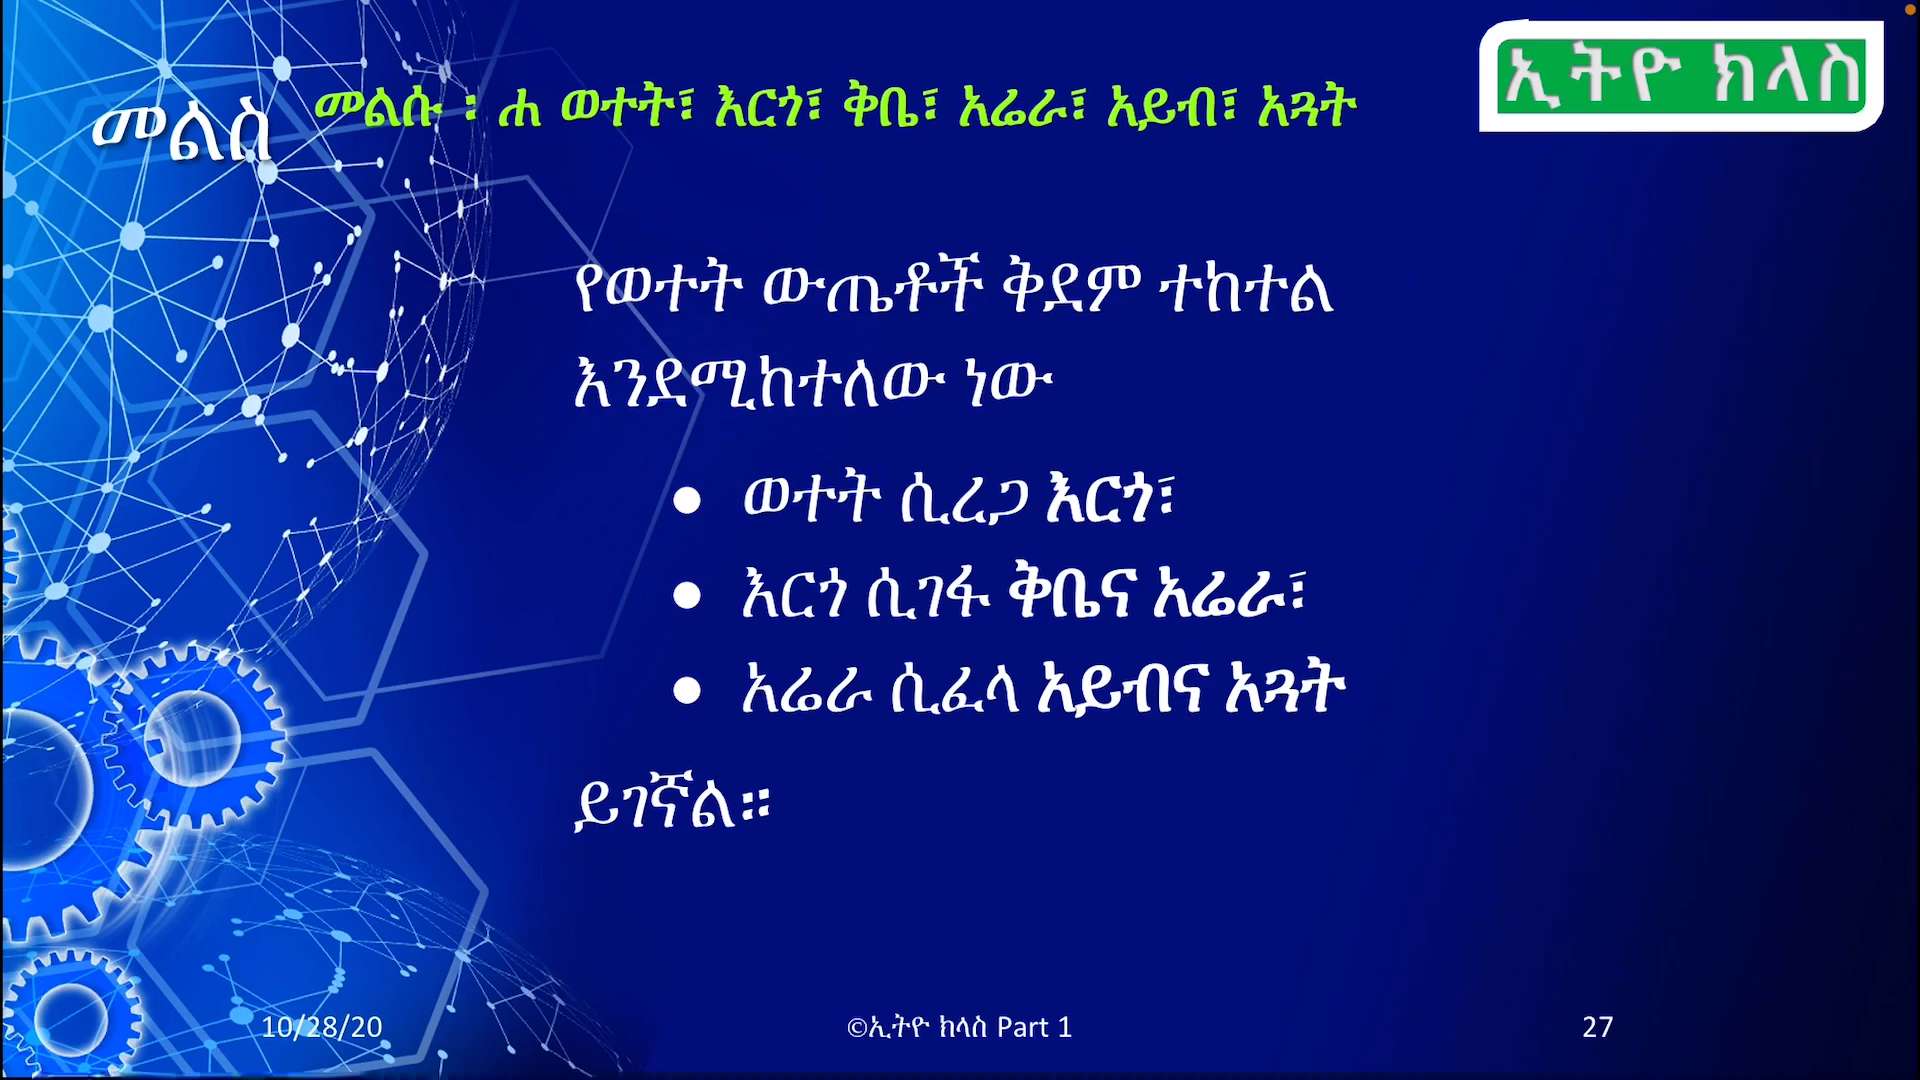 ኢትዮ ክላስ
መልስ
መልሱ ፡ ሐ ወተት፣ እርጎ፣ ቅቤ፣ አሬራ፣ አይብ፣ አጓት
የወተት ውጤቶች ቅደም ተከተል
እንደሚከተለው ነው
● ወተት ሲረጋ እርጎ፣
● እርጎ ሲገፋ ቅቤና አሬራ፣
● አሬራ ሲፈላ አይብና አጓት
ይገኛል።
10/28/20
©ኢትዮ ክላስ Part 1
27